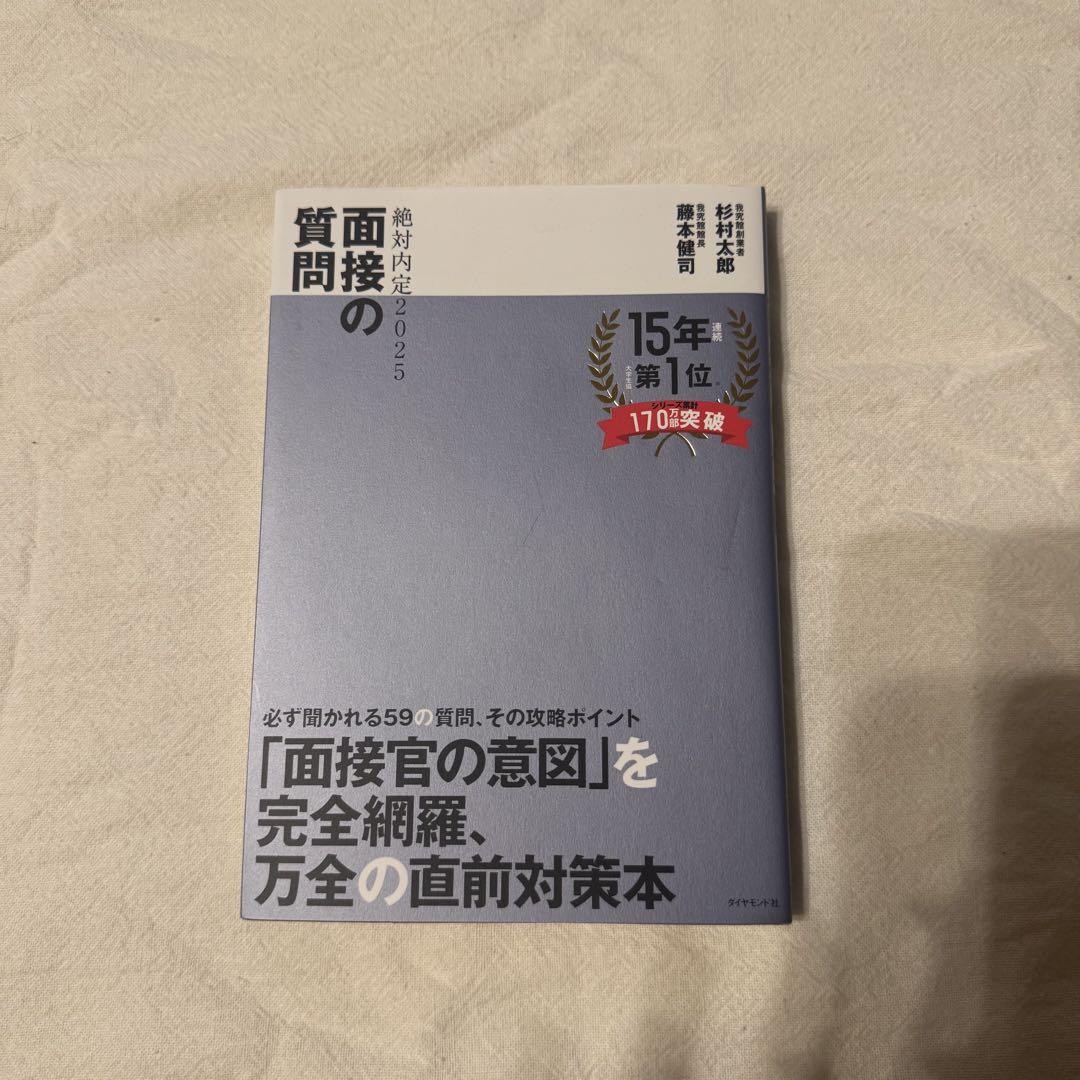 絶対内定2025
面接の
質問
我究館創業者
杉村太郎
我究館館長
藤本健司
15年連続
大学生協
第1位
シリーズ累計
170万部突破
必ず聞かれる59の質問、その攻略ポイント
「面接官の意図」を
完全網羅、
万全の直前対策本
ダイヤモンド社